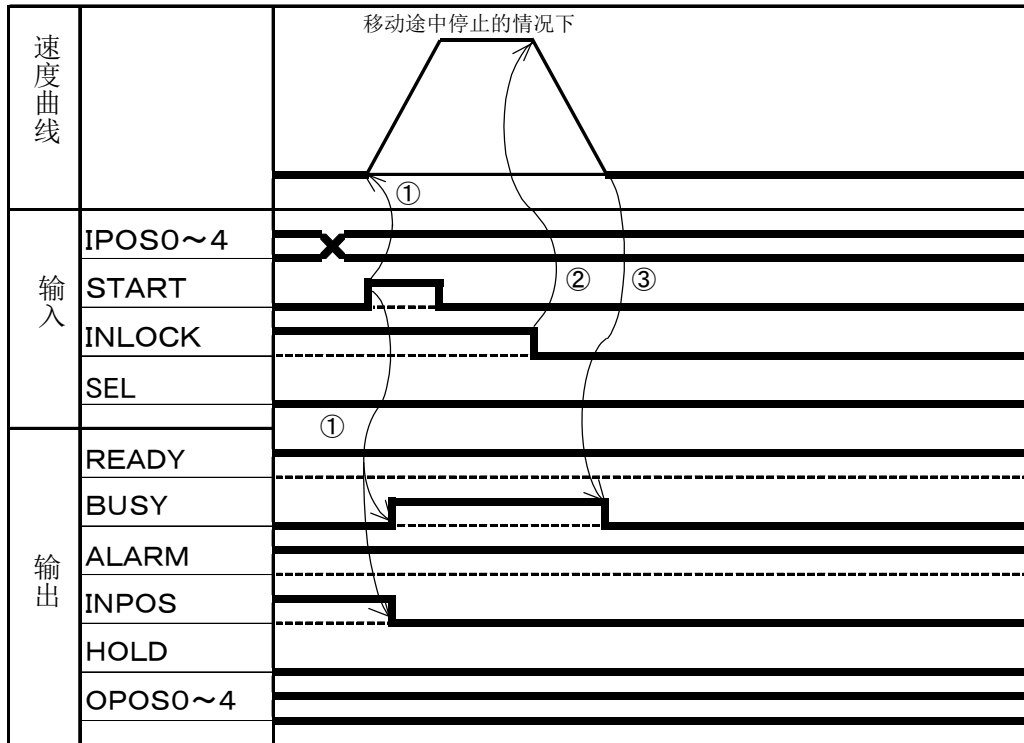 移动途中停止的情况下
速度曲线
①
输入
IPOS0～4
START
②
③
INLOCK
SEL
①
输出
READY
BUSY
ALARM
INPOS
HOLD
OPOS0～4